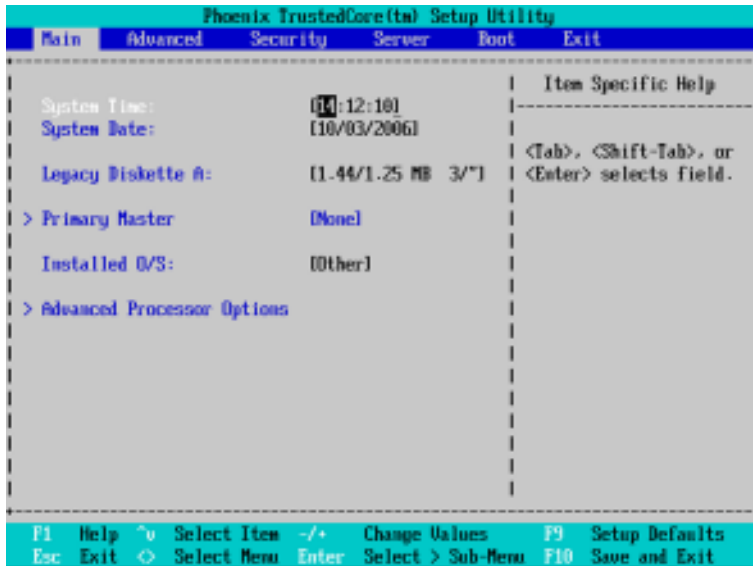 Phoenix TrustedCore(tm) Setup Utility
Main Advanced Security Server Boot Exit
Item Specific Help
System Time: [14:12:10]
System Date: [10/03/2006]
<Tab>, <Shift-Tab>, or
Legacy Diskette A: [1.44/1.25 MB 3/"] <Enter> selects field.
> Primary Master [None]
Installed O/S: [Other]
> Advanced Processor Options
F1 Help ^v Select Item -/+ Change Values F9 Setup Defaults
Esc Exit <> Select Menu Enter Select > Sub-Menu F10 Save and Exit